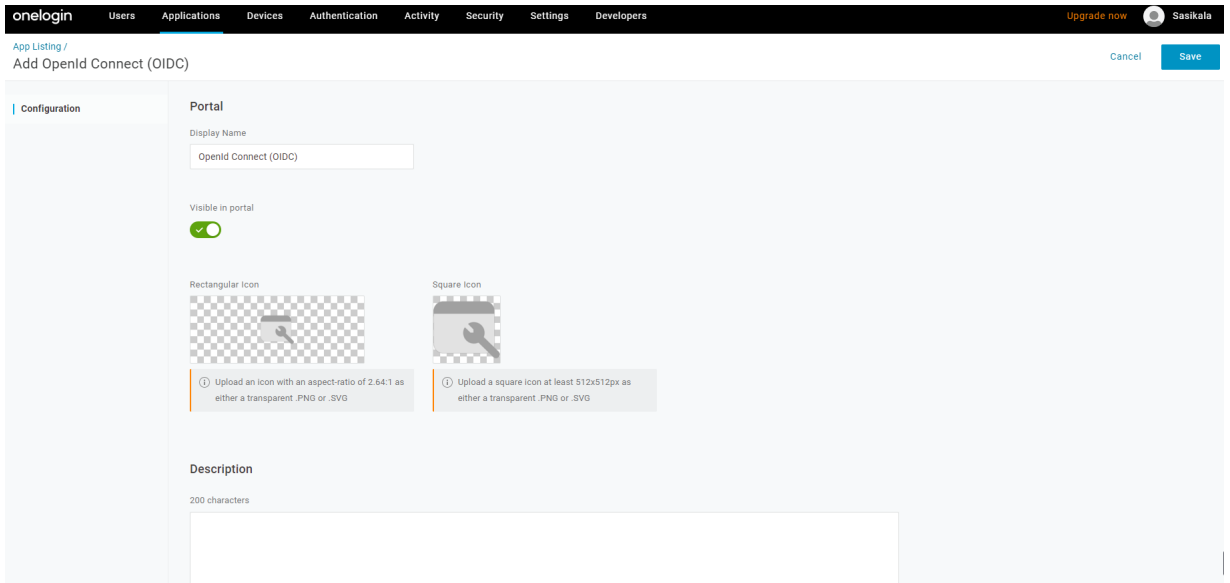 onelogin Users Applications Devices Authentication Activity Security Settings Developers Upgrade now Sasikala
App Listing /
Add OpenId Connect (OIDC)
Cancel Save
Configuration
Portal
Display Name
OpenId Connect (OIDC)
Visible in portal
Rectangular Icon
Square Icon
Upload an icon with an aspect-ratio of 2.64:1 as
either a transparent .PNG or .SVG
Upload a square icon at least 512x512px as
either a transparent .PNG or .SVG
Description
200 characters